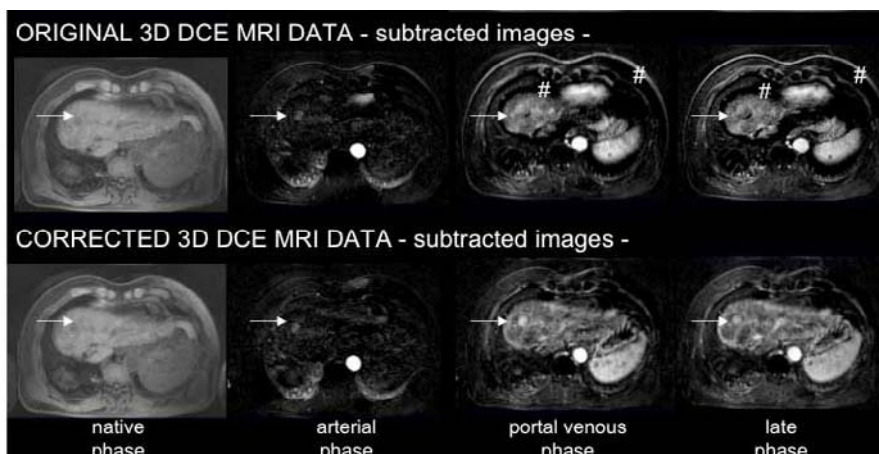 ORIGINAL 3D DCE MRI DATA - subtracted images -
# #
# #
CORRECTED 3D DCE MRI DATA - subtracted images -
native arterial portal venous late
phase phase phase phase